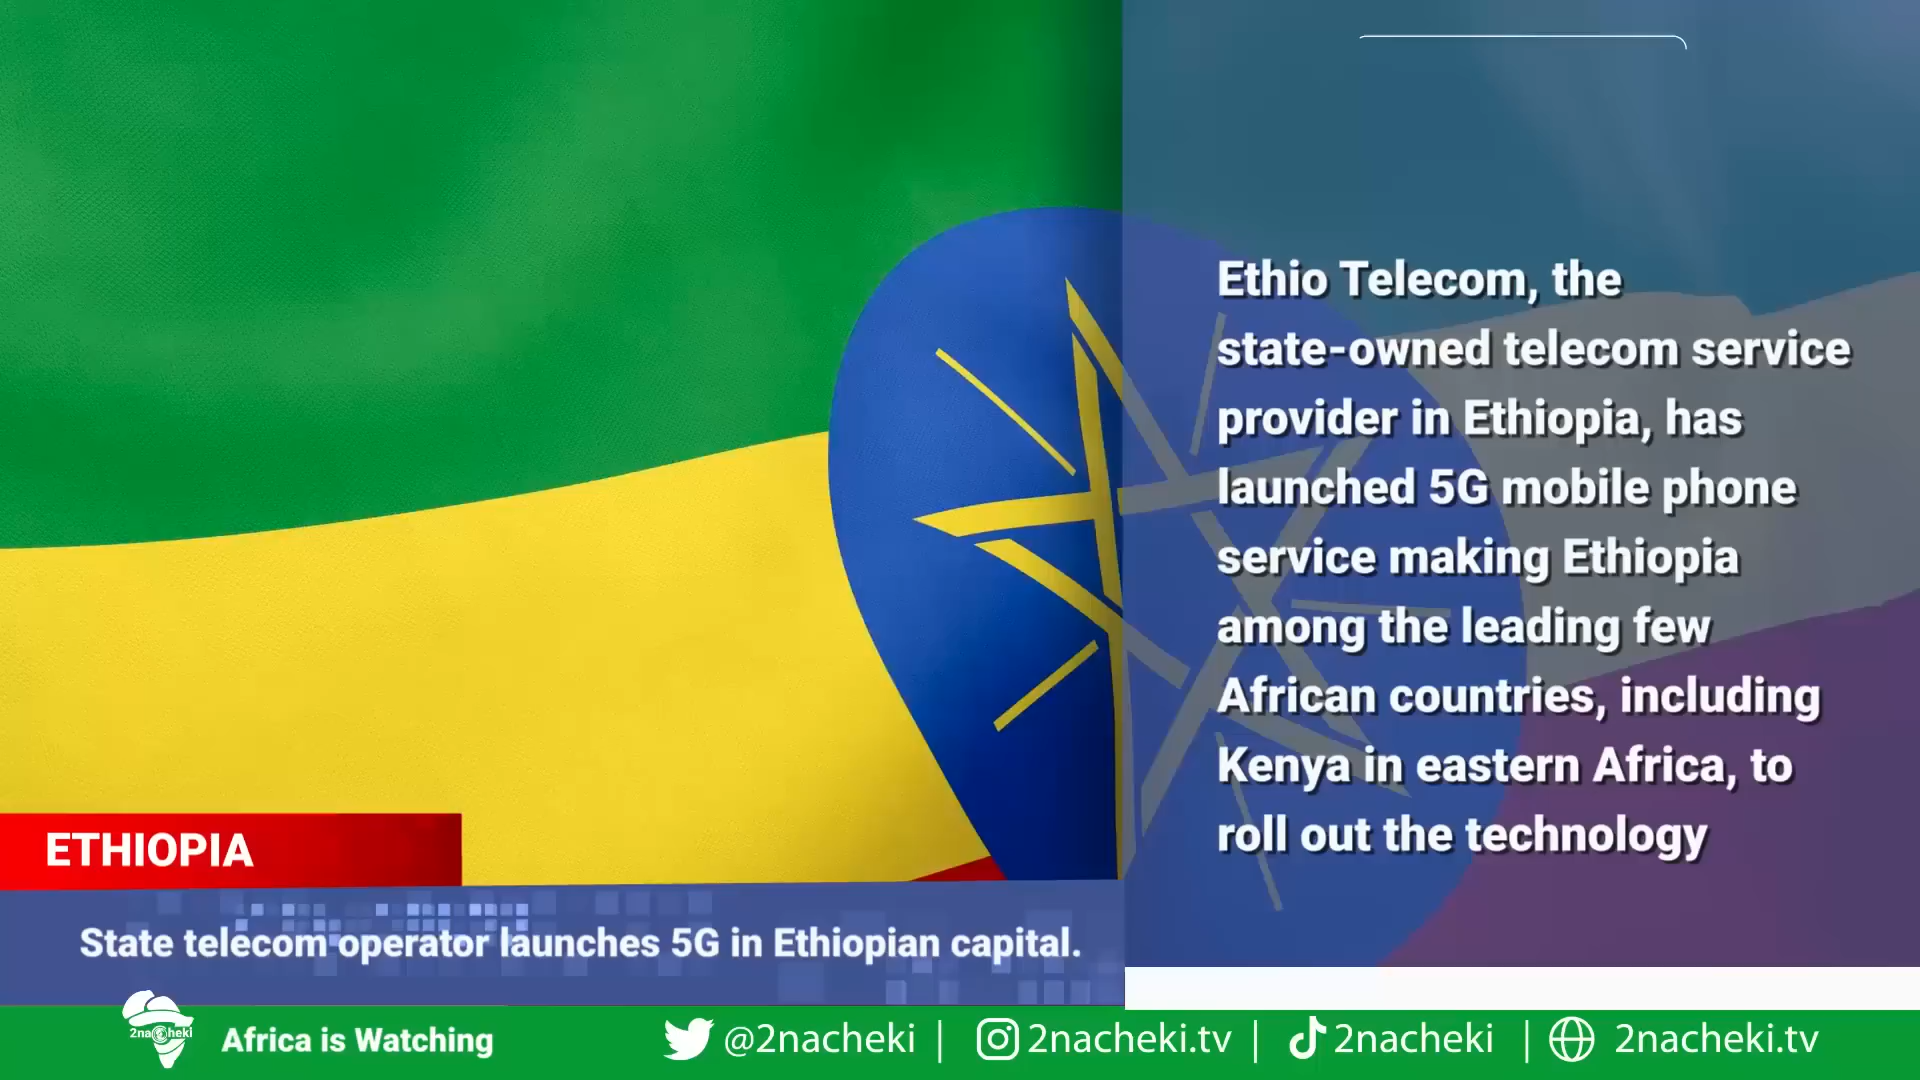 Ethio Telecom, the
state-owned telecom service
provider in Ethiopia, has
launched 5G mobile phone
service making Ethiopia
among the leading few
African countries, including
Kenya in eastern Africa, to
roll out the technology
ETHIOPIA
State telecom operator launches 5G in Ethiopian capital.
2nacheki
Africa is Watching
@2nacheki | 2nacheki.tv | 2nacheki | 2nacheki.tv